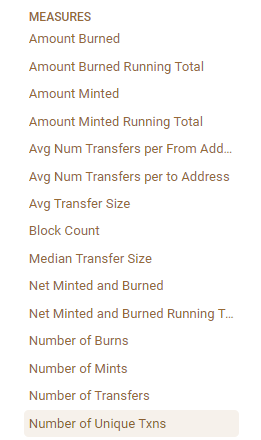 MEASURES
Amount Burned
Amount Burned Running Total
Amount Minted
Amount Minted Running Total
Avg Num Transfers per From Add...
Avg Num Transfers per to Address
Avg Transfer Size
Block Count
Median Transfer Size
Net Minted and Burned
Net Minted and Burned Running T...
Number of Burns
Number of Mints
Number of Transfers
Number of Unique Txns